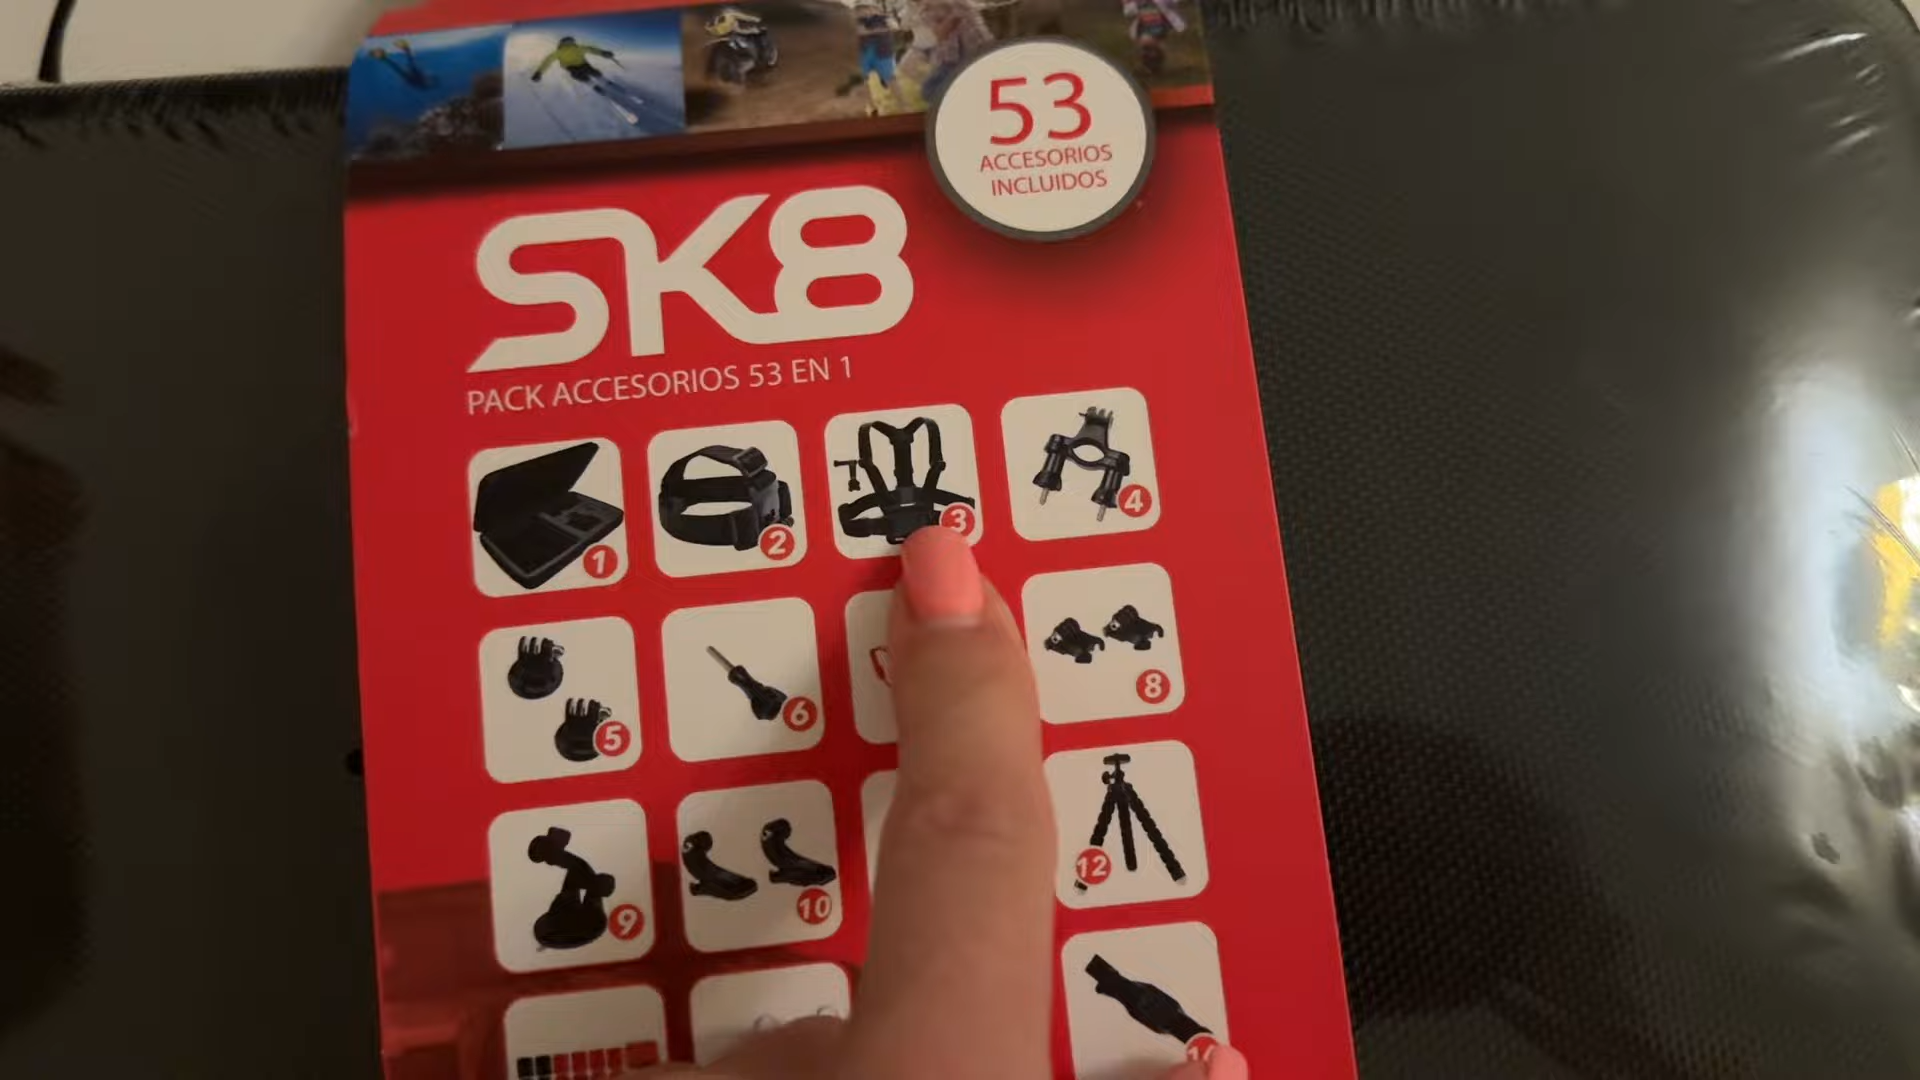 53
ACCESORIOS
INCLUIDOS
SK8
PACK ACCESORIOS 53 EN 1
1
2
3
4
5
6
8
9
10
12